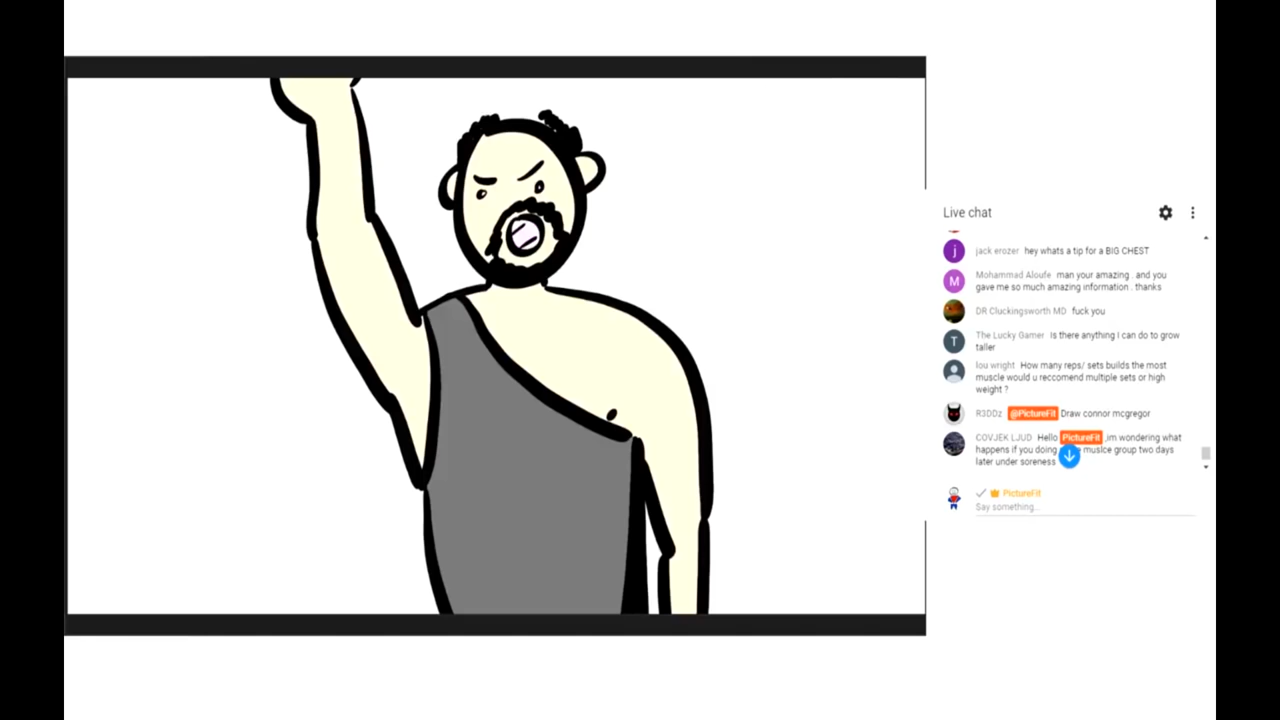 Live chat
j
jack erozer hey whats a tip for a BIG CHEST
M
Mohammad Aloufe man your amazing . and you
gave me so much amazing information . thanks
DR Cluckingsworth MD fuck you
T
The Lucky Gamer Is there anything I can do to grow
taller
lou wright How many reps/ sets builds the most
muscle would u reccomend multiple sets or high
weight ?
R3DDz @PictureFit Draw connor mcgregor
COVJEK LJUD Hello PictureFit ,im wondering what
happens if you doing muslce group two days
later under soreness
PictureFit
Say something...